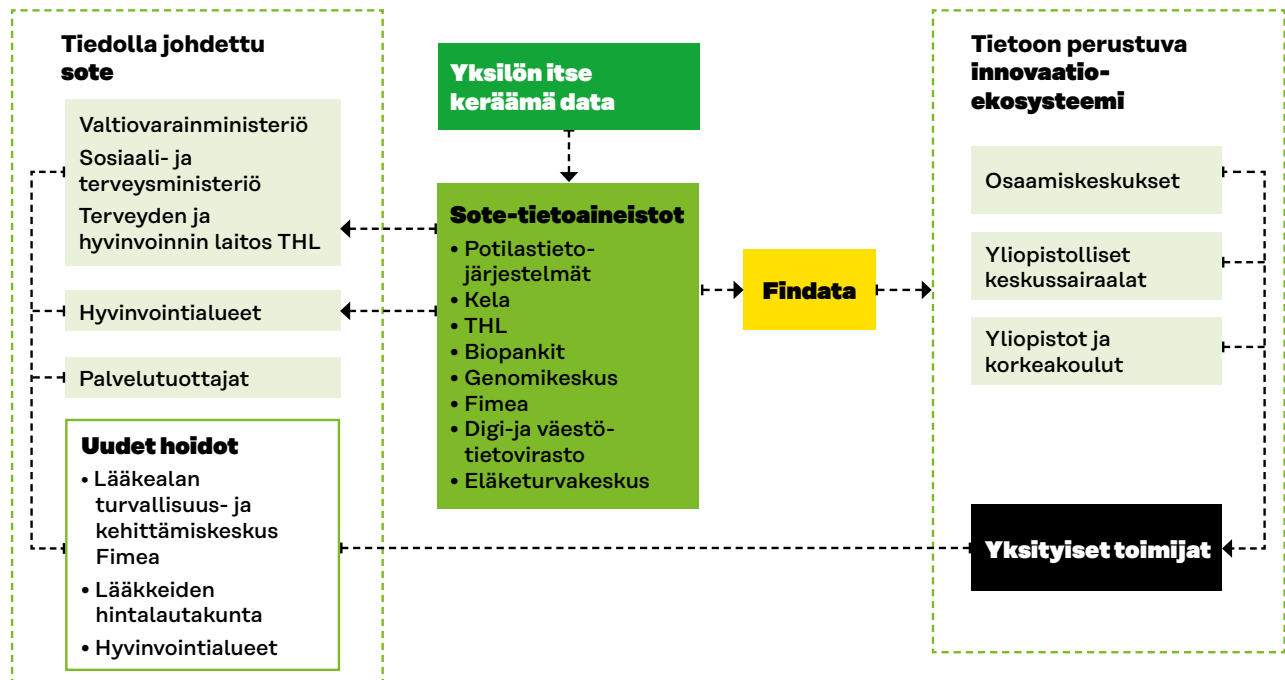 Tiedolla johdettu
sote
Valtiovarainministeriö
Sosiaali- ja
terveysministeriö
Terveyden ja
hyvinvoinnin laitos THL
Hyvinvointialueet
Palvelutuottajat
Uudet hoidot
• Lääkealan
turvallisuus- ja
kehittämiskeskus
Fimea
• Lääkkeiden
hintalautakunta
• Hyvinvointialueet
Yksilön itse
keräämä data
Sote-tietoaineistot
• Potilastieto-
järjestelmät
• Kela
• THL
• Biopankit
• Genomikeskus
• Fimea
• Digi-ja väestö-
tietovirasto
• Eläketurvakeskus
Findata
Tietoon perustuva
innovaatio-
ekosysteemi
Osaamiskeskukset
Yliopistolliset
keskussairaalat
Yliopistot ja
korkeakoulut
Yksityiset toimijat